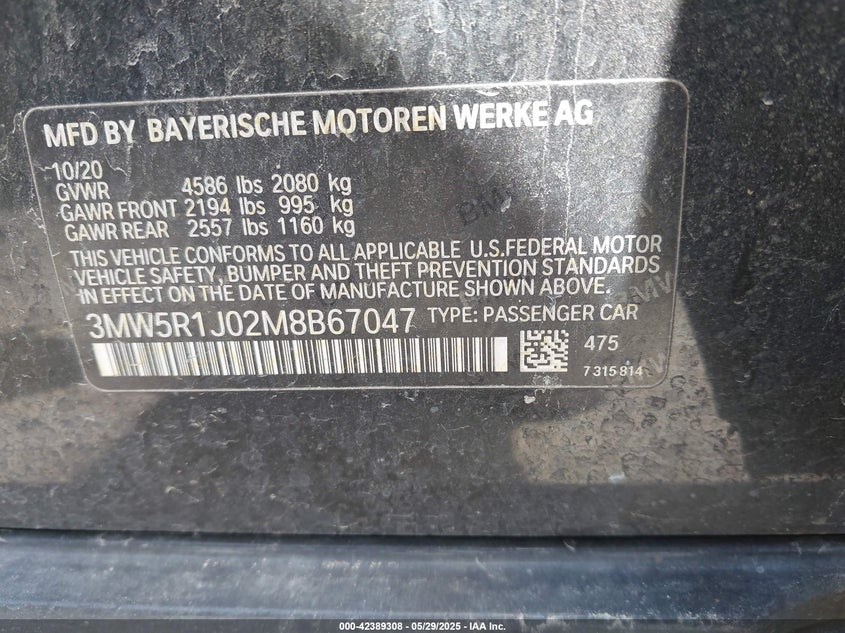 MFD BY BAYERISCHE MOTOREN WERKE AG
10/20
GVWR 4586 lbs 2080 kg
GAWR FRONT 2194 lbs 995 kg
GAWR REAR 2557 lbs 1160 kg
THIS VEHICLE CONFORMS TO ALL APPLICABLE U.S.FEDERAL MOTOR
VEHICLE SAFETY, BUMPER AND THEFT PREVENTION STANDARDS
IN EFFECT ON THE DATE OF MANUFACTURE SHOWN ABOVE.
3MW5R1J02M8B67047 TYPE: PASSENGER CAR
475
7 315 814
000-42389308 - 05/29/2025 - IAA Inc.